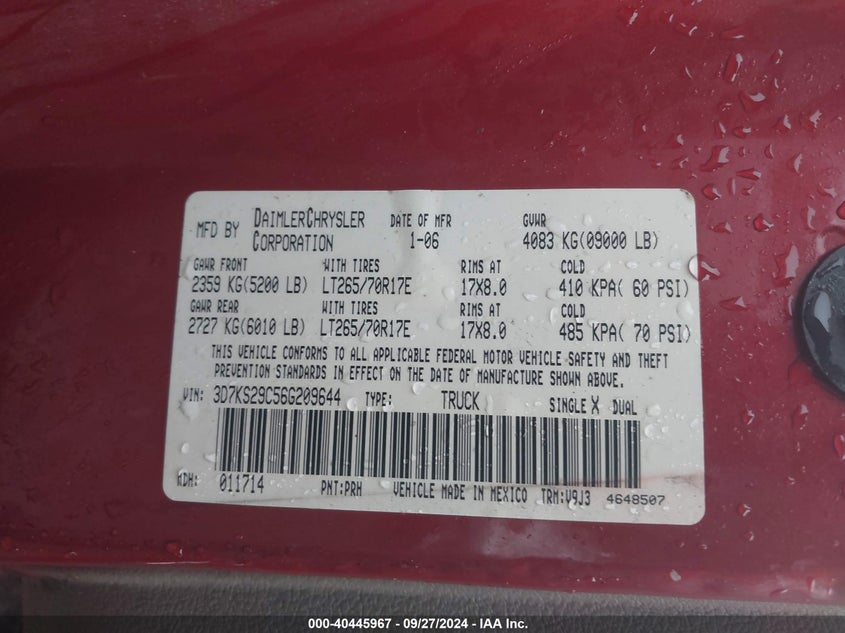 MFD BY DAIMLERCHRYSLER CORPORATION DATE OF MFR 1-06 GVWR 4083 KG(09000 LB)
GAWR FRONT WITH TIRES RIMS AT COLD
2359 KG(5200 LB) LT265/70R17E 17X8.0 410 KPA( 60 PSI)
GAWR REAR WITH TIRES RIMS AT COLD
2727 KG(6010 LB) LT265/70R17E 17X8.0 485 KPA( 70 PSI)
THIS VEHICLE CONFORMS TO ALL APPLICABLE FEDERAL MOTOR VEHICLE SAFETY AND THEFT
PREVENTION STANDARDS IN EFFECT ON THE DATE OF MANUFACTURE SHOWN ABOVE.
VIN: 3D7KS29C56G209644 TYPE: TRUCK SINGLE X DUAL
MDH: 011714 PNT:PRH VEHICLE MADE IN MEXICO TRM:V9J3 4648507
000-40445967 - 09/27/2024 - IAA Inc.